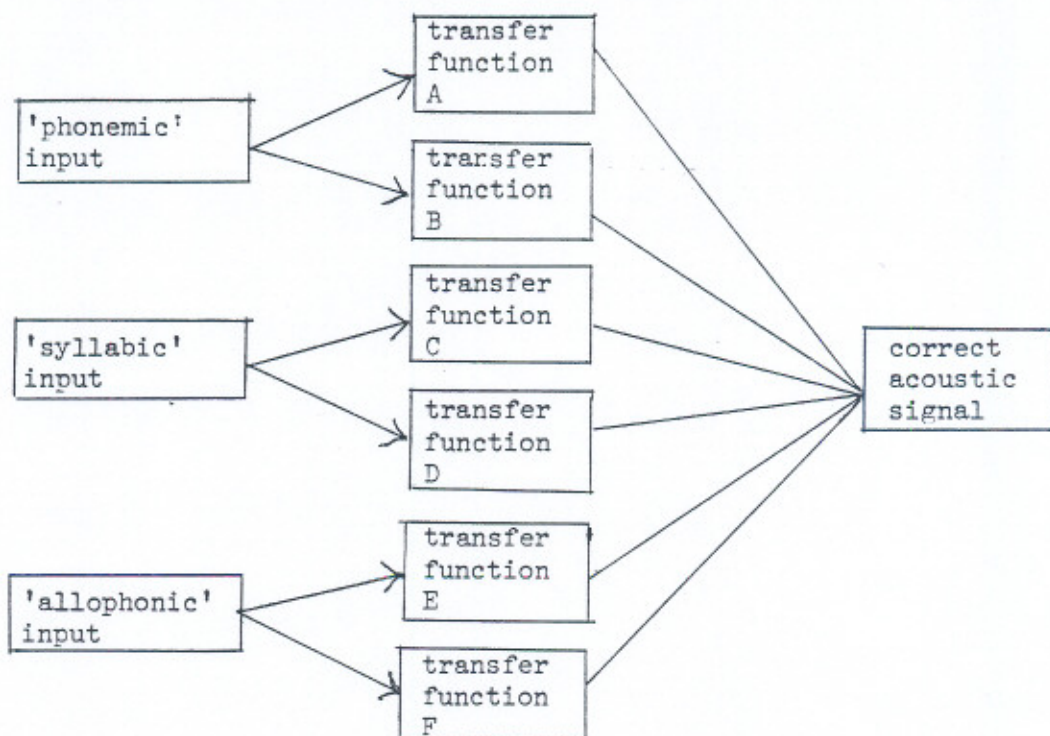 transfer
function
A
'phonemic'
input
transfer
function
B
transfer
function
C
'syllabic'
input
correct
acoustic
signal
transfer
function
D
transfer
function
E
'allophonic'
input
transfer
function
F